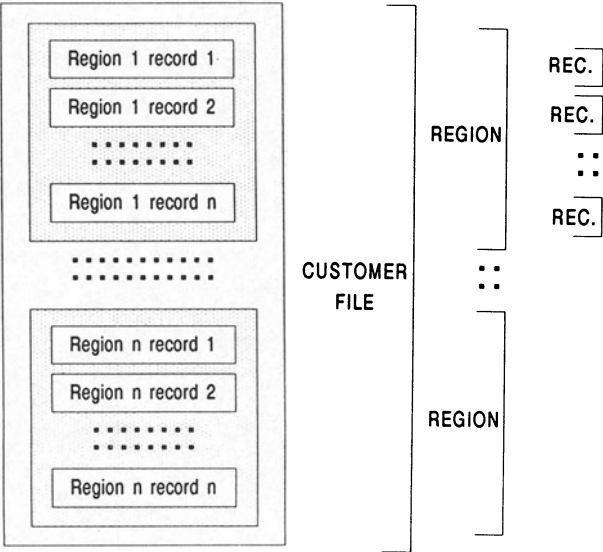 Region 1 record 1
Region 1 record 2
Region 1 record n
Region n record 1
Region n record 2
Region n record n
CUSTOMER
FILE
REGION
REGION
REC.
REC.
REC.